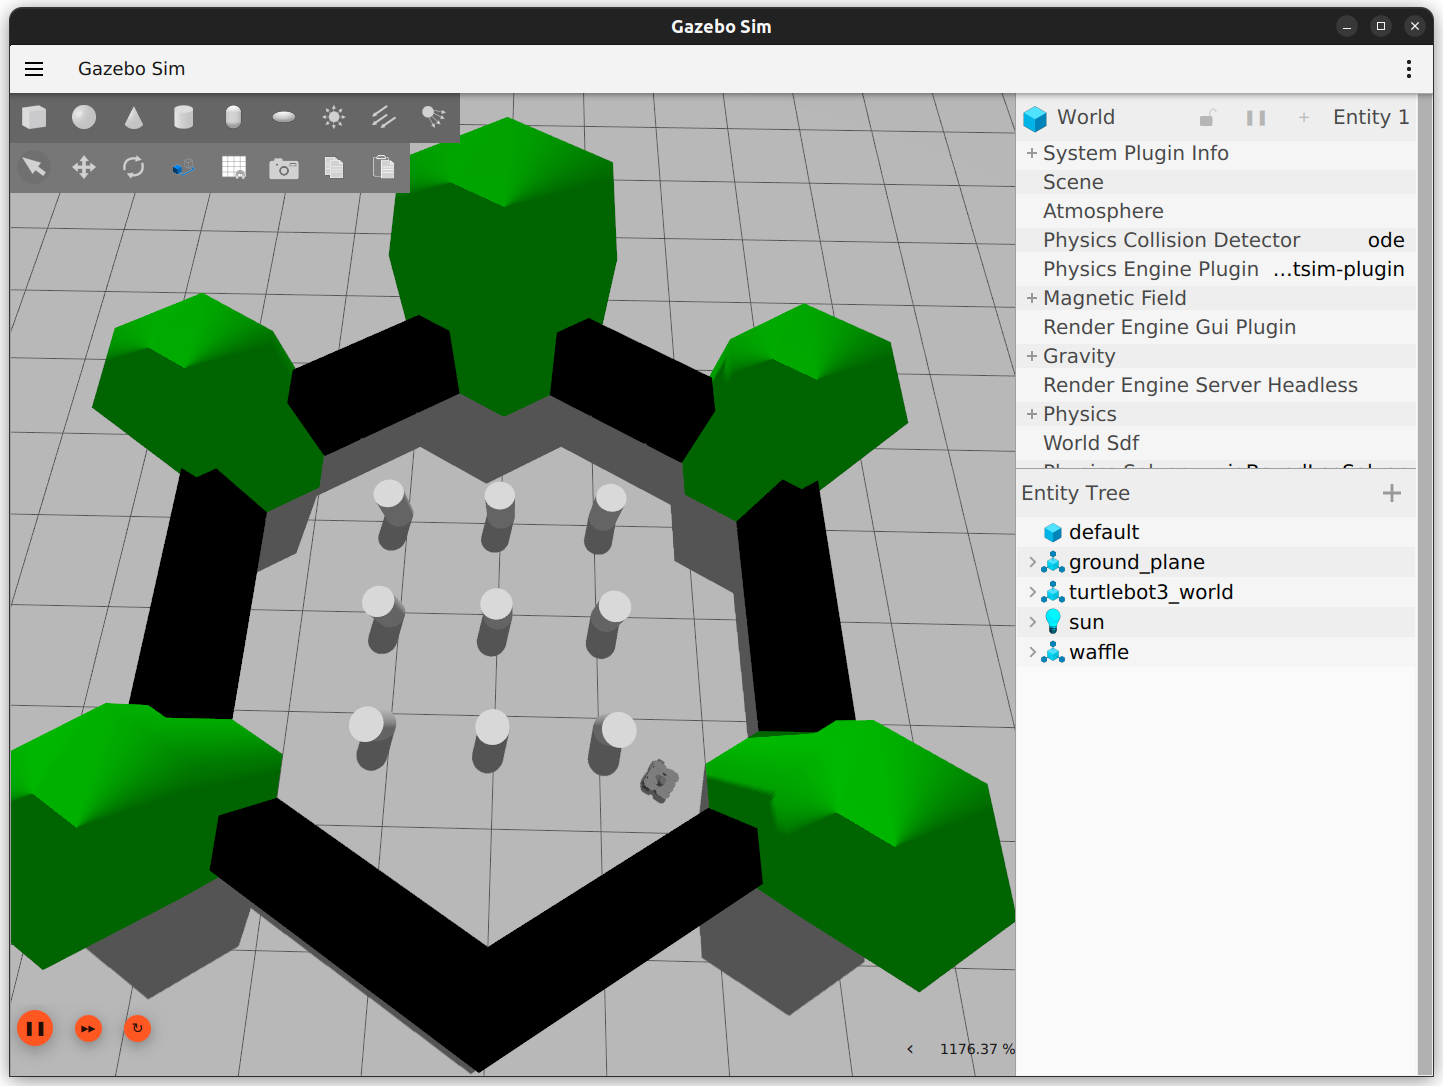 Gazebo Sim
Gazebo Sim
World Entity 1
System Plugin Info
Scene
Atmosphere
Physics Collision Detector ode
Physics Engine Plugin ...tsim-plugin
Magnetic Field
Render Engine Gui Plugin
Gravity
Render Engine Server Headless
Physics
World Sdf
Entity Tree
default
ground_plane
turtlebot3_world
sun
waffle
1176.37 %